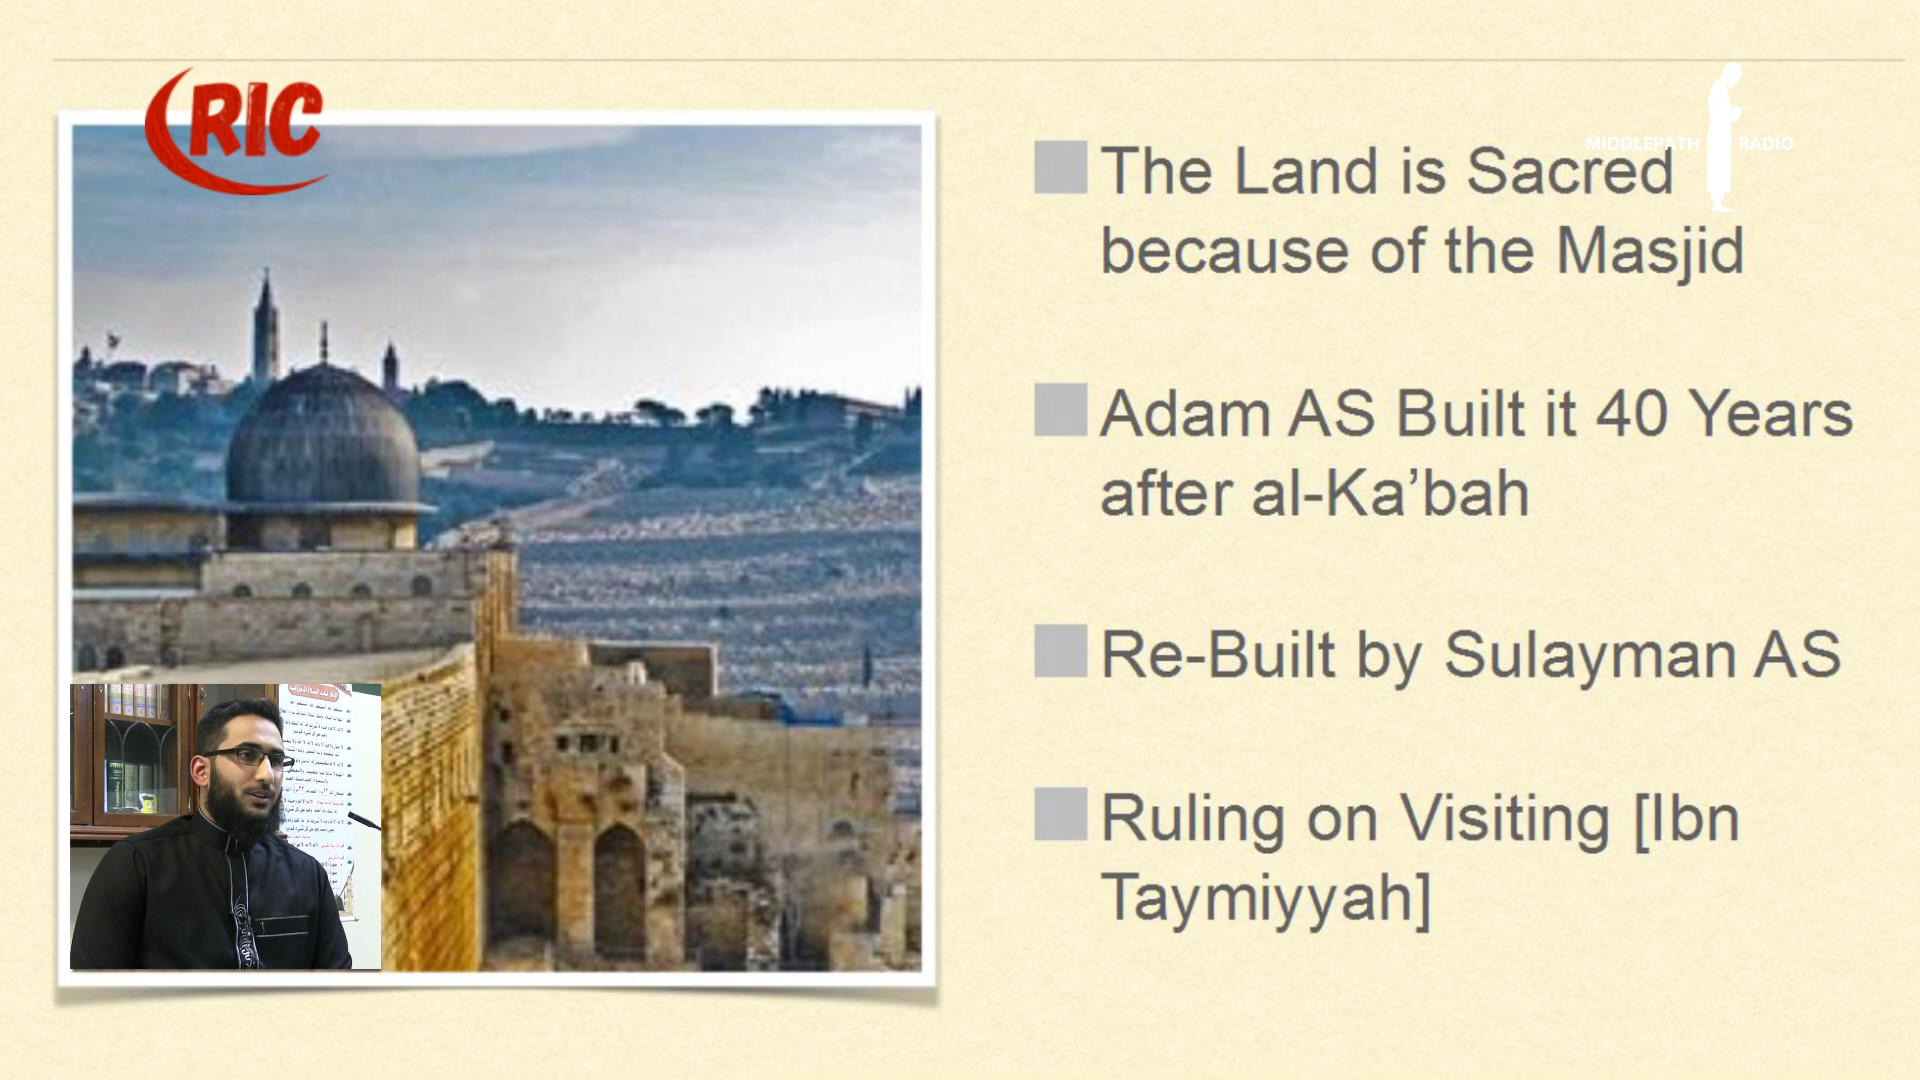 RIC
MIDDLEPATH RADIO
The Land is Sacred
because of the Masjid
Adam AS Built it 40 Years
after al-Ka’bah
Re-Built by Sulayman AS
Ruling on Visiting [Ibn
Taymiyyah]